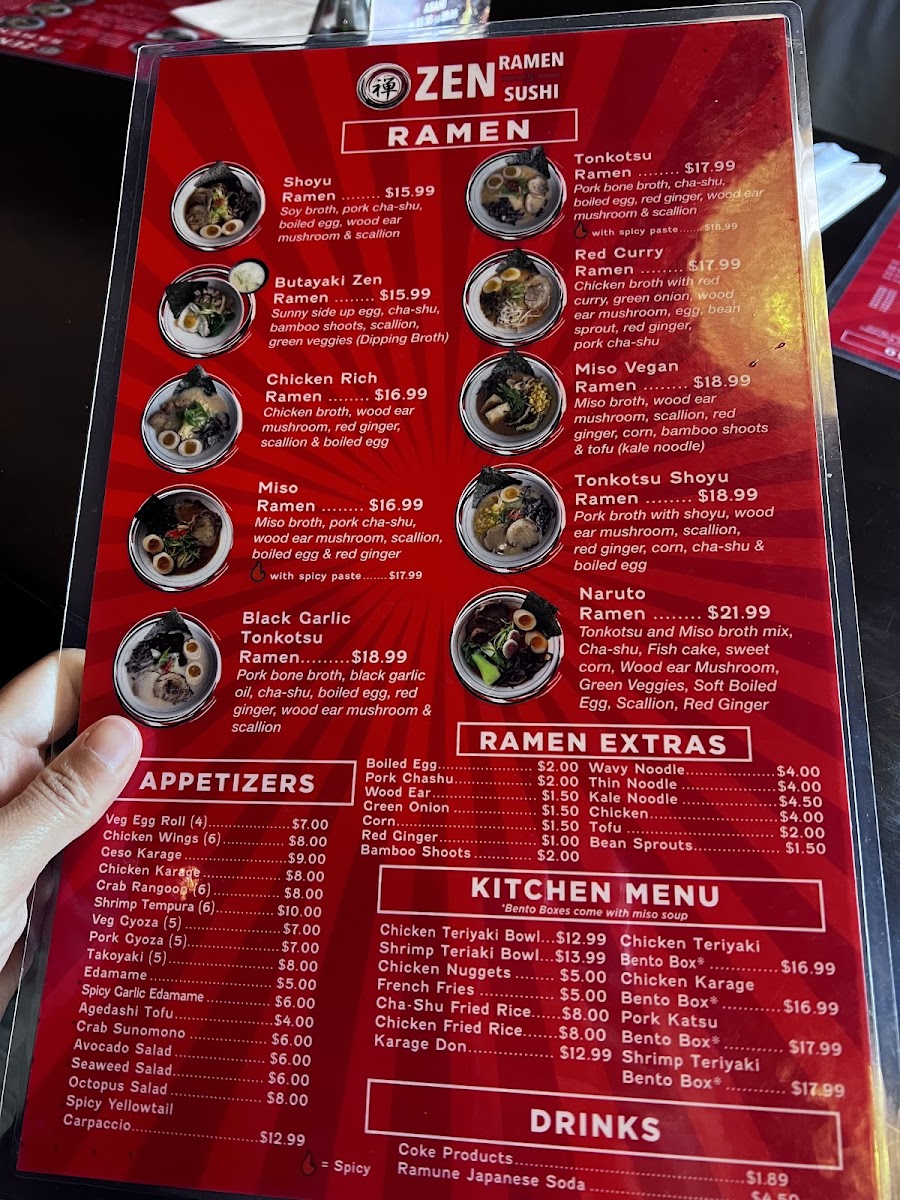 ZEN RAMEN & SUSHI
禅
RAMEN
Shoyu
Ramen ........ $15.99
Soy broth, pork cha-shu,
boiled egg, wood ear
mushroom & scallion
Butayaki Zen
Ramen ........ $15.99
Sunny side up egg, cha-shu,
bamboo shoots, scallion,
green veggies (Dipping Broth)
Chicken Rich
Ramen ........ $16.99
Chicken broth, wood ear
mushroom, red ginger,
scallion & boiled egg
Miso
Ramen ........ $16.99
Miso broth, pork cha-shu,
wood ear mushroom, scallion,
boiled egg & red ginger
with spicy paste.......$17.99
Black Garlic
Tonkotsu
Ramen.........$18.99
Pork bone broth, black garlic
oil, cha-shu, boiled egg, red
ginger, wood ear mushroom &
scallion
Tonkotsu
Ramen ........ $17.99
Pork bone broth, cha-shu,
boiled egg, red ginger, wood ear
mushroom & scallion
with spicy paste.......$18.99
Red Curry
Ramen ........ $17.99
Chicken broth with red
curry, green onion, wood
ear mushroom, egg, bean
sprout, red ginger,
pork cha-shu
Miso Vegan
Ramen ........ $18.99
Miso broth, wood ear
mushroom, scallion, red
ginger, corn, bamboo shoots
& tofu (kale noodle)
Tonkotsu Shoyu
Ramen ........ $18.99
Pork broth with shoyu, wood
ear mushroom, scallion,
red ginger, corn, cha-shu &
boiled egg
Naruto
Ramen ........ $21.99
Tonkotsu and Miso broth mix,
Cha-shu, Fish cake, sweet
corn, Wood ear Mushroom,
Green Veggies, Soft Boiled
Egg, Scallion, Red Ginger
RAMEN EXTRAS
Boiled Egg.................... $2.00
Pork Chashu................. $2.00
Wood Ear..................... $1.50
Green Onion ................. $1.50
Corn............................ $1.50
Red Ginger................... $1.00
Bamboo Shoots............ $2.00
Wavy Noodle.................$4.00
Thin Noodle ..................$4.00
Kale Noodle ..................$4.50
Chicken........................$4.00
Tofu .............................$2.00
Bean Sprouts.................$1.50
APPETIZERS
Veg Egg Roll (4)......................$7.00
Chicken Wings (6)...................$8.00
Geso Karage..........................$9.00
Chicken Karage ......................$8.00
Crab Rangoon (6)...................$8.00
Shrimp Tempura (6)................$10.00
Veg Gyoza (5)........................$7.00
Pork Gyoza (5).......................$7.00
Takoyaki (5)...........................$8.00
Edamame..............................$5.00
Spicy Garlic Edamame..............$6.00
Agedashi Tofu........................$4.00
Crab Sunomono.....................$6.00
Avocado Salad.......................$6.00
Seaweed Salad......................$6.00
Octopus Salad.......................$8.00
Spicy Yellowtail
Carpaccio.............................$12.99
= Spicy
KITCHEN MENU
*Bento Boxes come with miso soup
Chicken Teriyaki Bowl...$12.99
Shrimp Teriaki Bowl...$13.99
Chicken Nuggets........$5.00
French Fries .............$5.00
Cha-Shu Fried Rice.....$8.00
Chicken Fried Rice......$8.00
Karage Don...............$12.99
Chicken Teriyaki
Bento Box*..............$16.99
Chicken Karage
Bento Box*..............$16.99
Pork Katsu
Bento Box*..............$17.99
Shrimp Teriyaki
Bento Box*..............$17.99
DRINKS
Coke Products.....................................$1.89
Ramune Japanese Soda.........................$4.50